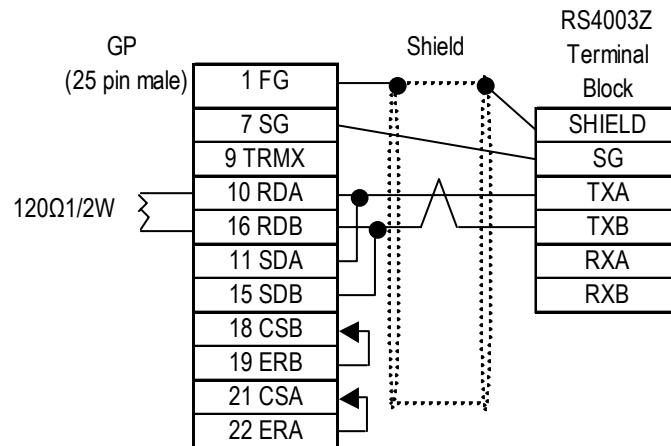 GP
(25 pin male)
Shield
RS4003Z
Terminal
Block
1 FG
7 SG
9 TRMX
10 RDA
16 RDB
11 SDA
15 SDB
18 CSB
19 ERB
21 CSA
22 ERA
120Ω1/2W
SHIELD
SG
TXA
TXB
RXA
RXB